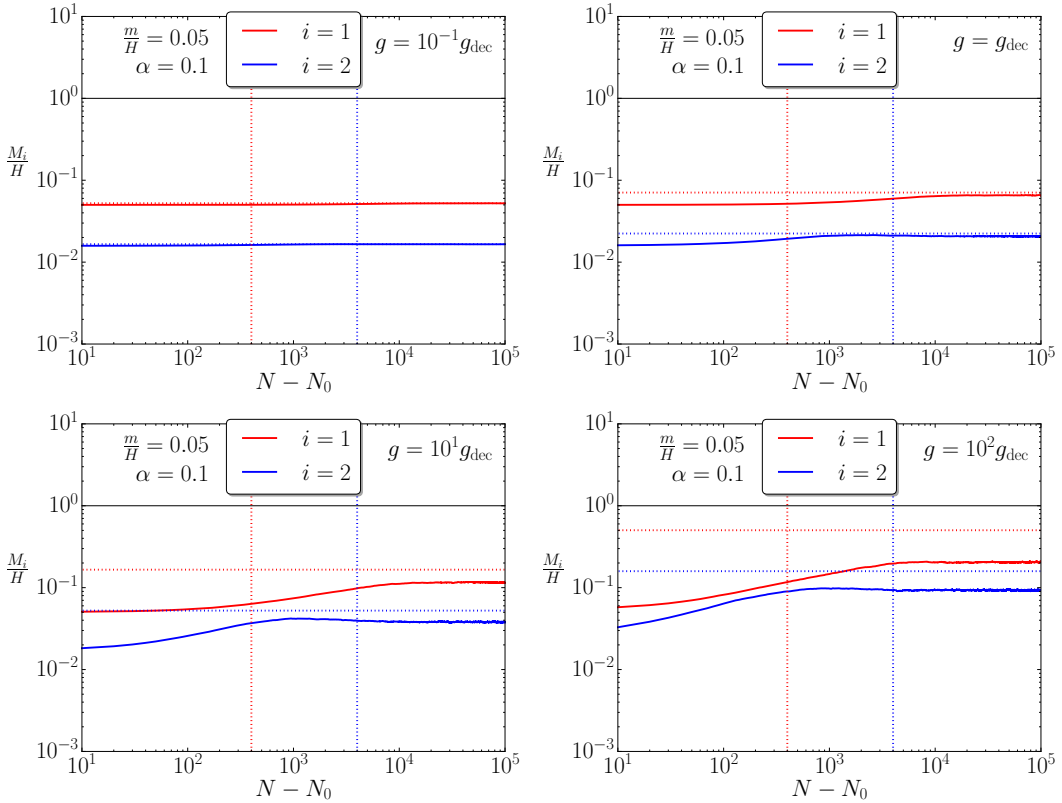 10^1
m/H = 0.05
α = 0.1
i = 1
i = 2
g = 10^{-1} g_dec
10^0
M_i/H
10^{-1}
10^{-2}
10^{-3}
10^1 10^2 10^3 10^4 10^5
N − N_0
10^1
m/H = 0.05
α = 0.1
i = 1
i = 2
g = g_dec
10^0
M_i/H
10^{-1}
10^{-2}
10^{-3}
10^1 10^2 10^3 10^4 10^5
N − N_0
10^1
m/H = 0.05
α = 0.1
i = 1
i = 2
g = 10^1 g_dec
10^0
M_i/H
10^{-1}
10^{-2}
10^{-3}
10^1 10^2 10^3 10^4 10^5
N − N_0
10^1
m/H = 0.05
α = 0.1
i = 1
i = 2
g = 10^2 g_dec
10^0
M_i/H
10^{-1}
10^{-2}
10^{-3}
10^1 10^2 10^3 10^4 10^5
N − N_0